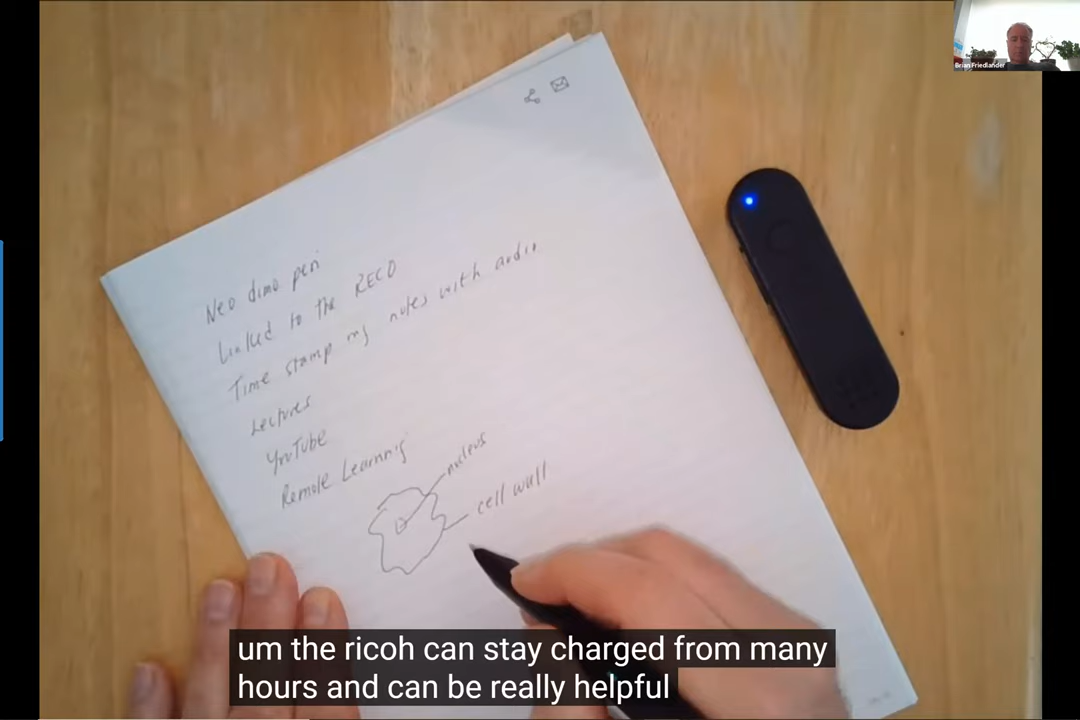 Brian Friedlander
Neo dimo pen
Linked to the RECO
Time stamp my notes with audio
Lectures
YouTube
Remote Learning
nucleus
cell wall
um the ricoh can stay charged from many
hours and can be really helpful